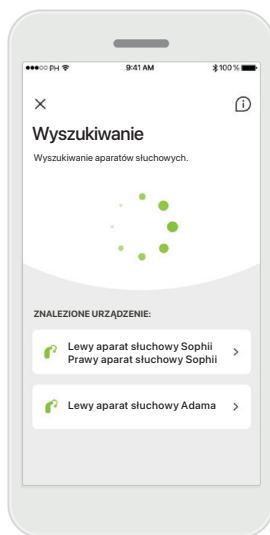 ●●●○○ PH 9:41 AM 100 %
Wyszukiwanie
Wyszukiwanie aparatów słuchowych.
ZNALEZIONE URZĄDZENIE:
Lewy aparat słuchowy Sophii
Prawy aparat słuchowy Sophii
Lewy aparat słuchowy Adama